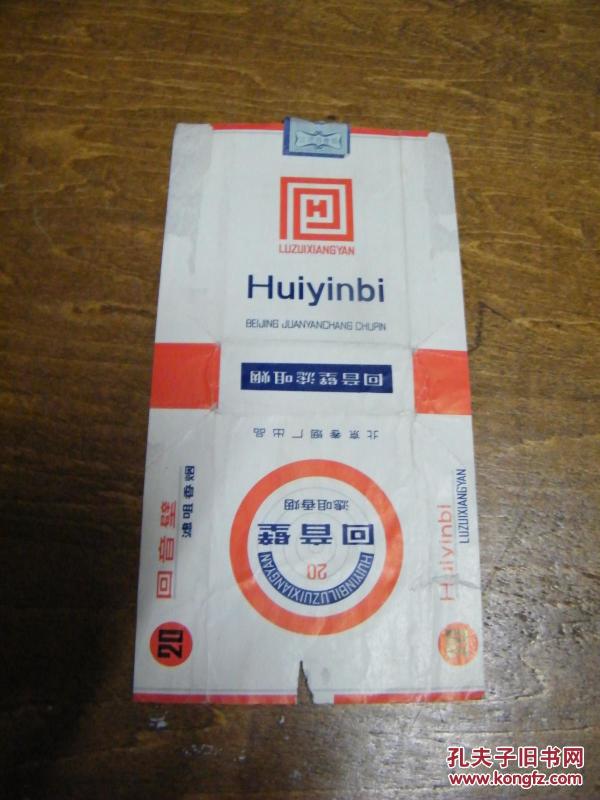 H
LUZUIXIANGYAN
Huiyinbi
BEIJING JUANYANCHANG CHUPIN
回音壁滤咀烟
北京卷烟厂出品
回音壁
滤咀香烟
20
HUIYINBILUZUIXIANGYAN
回音壁
滤咀香烟
20
Huiyinbi
LUZUIXIANGYAN
孔夫子旧书网
www.kongfz.com